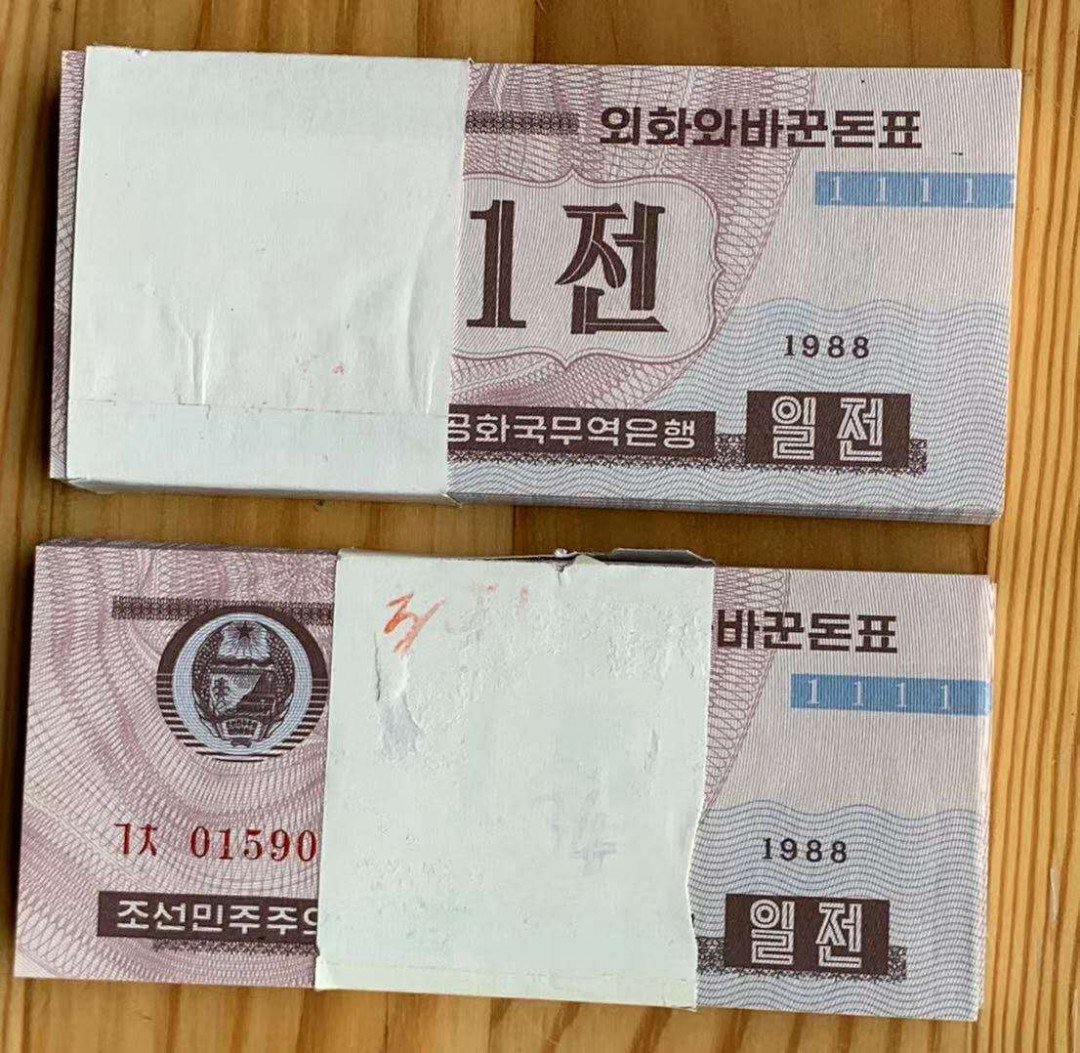 외화와바꾼돈표
1 1 1 1
1전
1988
공화국무역은행
일전
바꾼돈표
1 1 1 1
ㄱㅊ 01590
1988
조선민주주의
일전